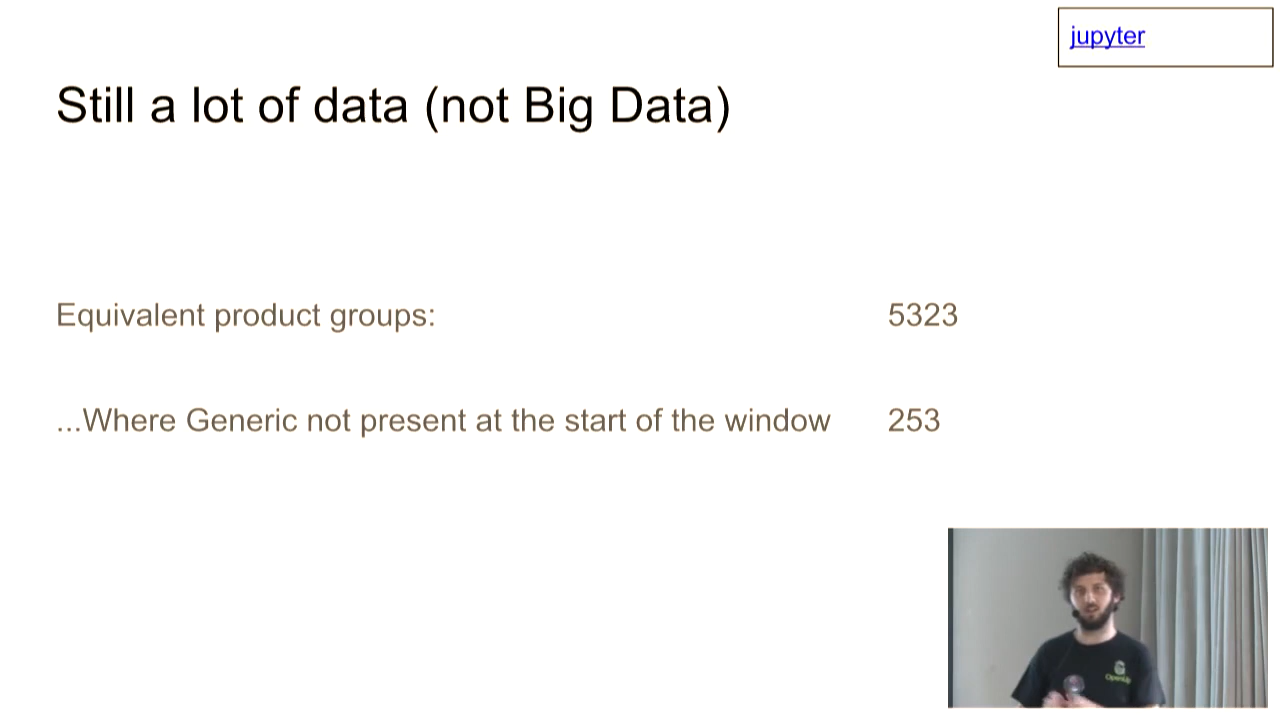 jupyter
Still a lot of data (not Big Data)
Equivalent product groups: 5323
...Where Generic not present at the start of the window 253
OpenUp